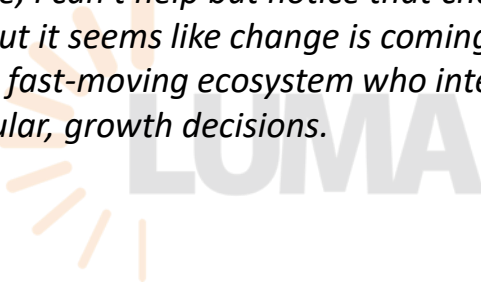 I can't help but notice that
ut it seems like change is coming
fast-moving ecosystem who inte
ular, growth decisions.
LUMA